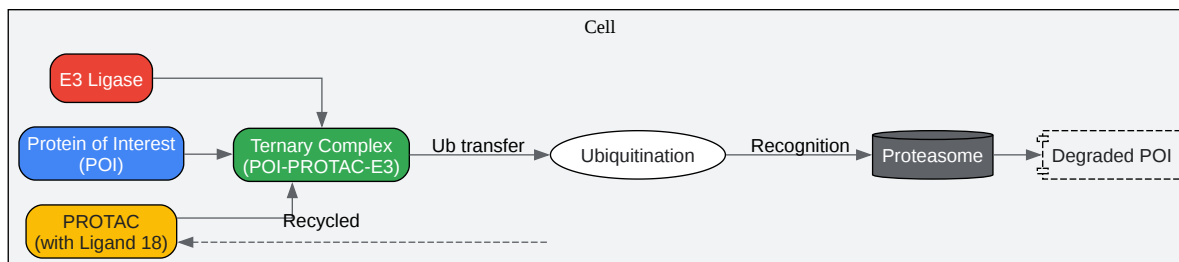 Cell
E3 Ligase
Protein of Interest
(POI)
Ternary Complex
(POI-PROTAC-E3)
Ub transfer
Ubiquitination
Recognition
Proteasome
Degraded POI
PROTAC
(with Ligand 18)
Recycled